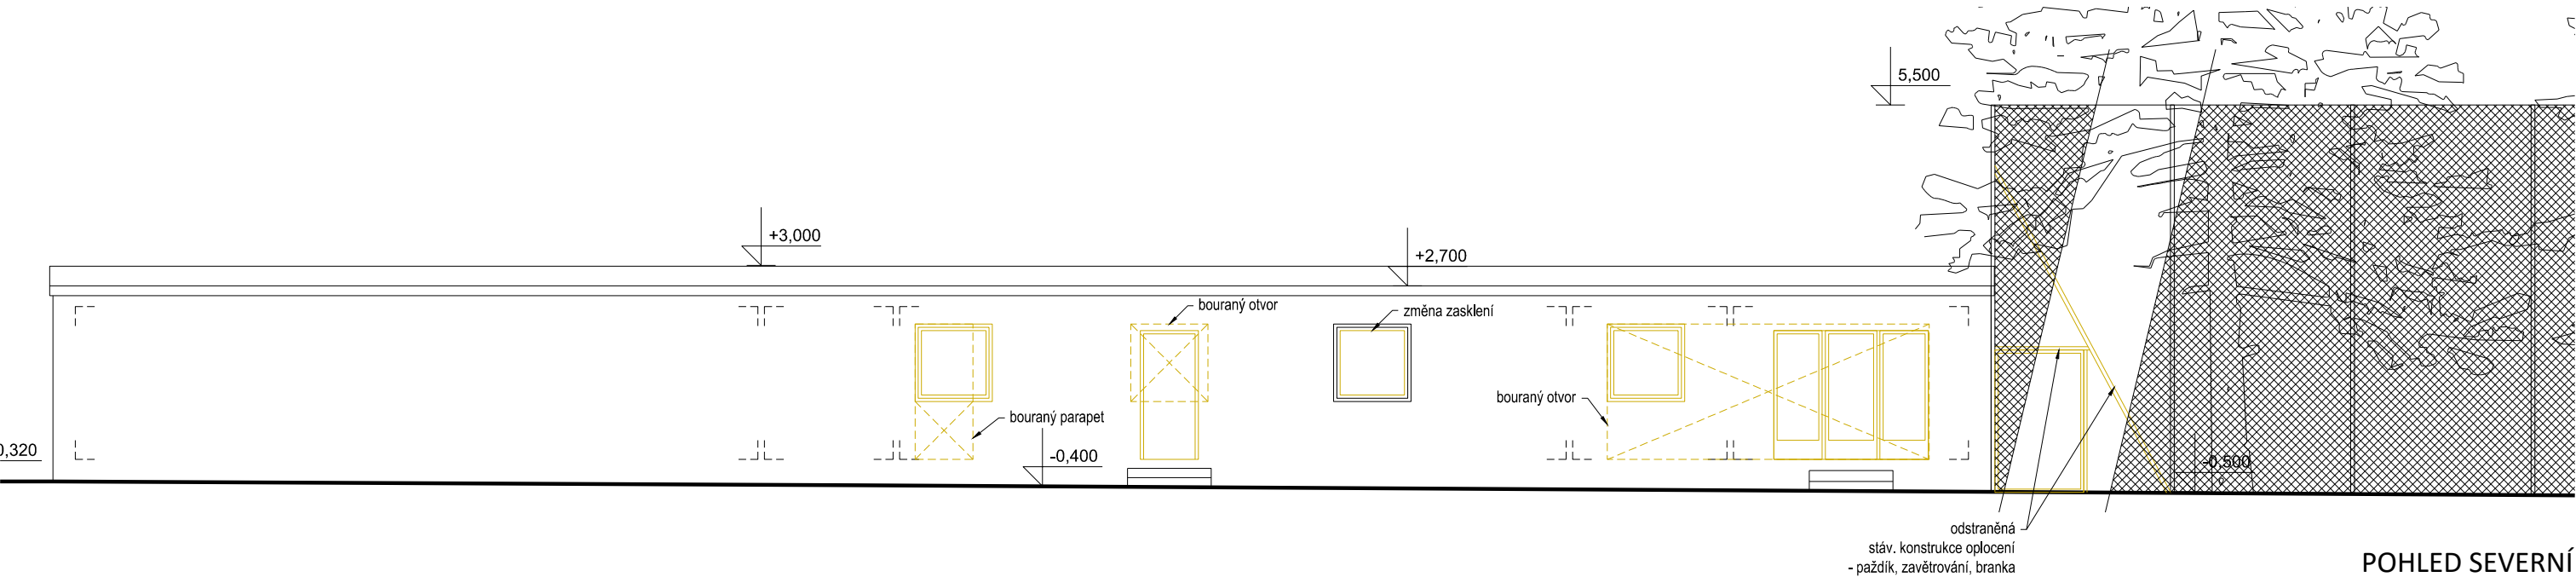 5,500
+3,000
+2,700
bouraný otvor
změna zasklení
bouraný otvor
bouraný parapet
-0,400
0,320
-0,500
odstraněná
stáv. konstrukce oplocení
- paždík, zavětrování, branka
POHLED SEVERNÍ